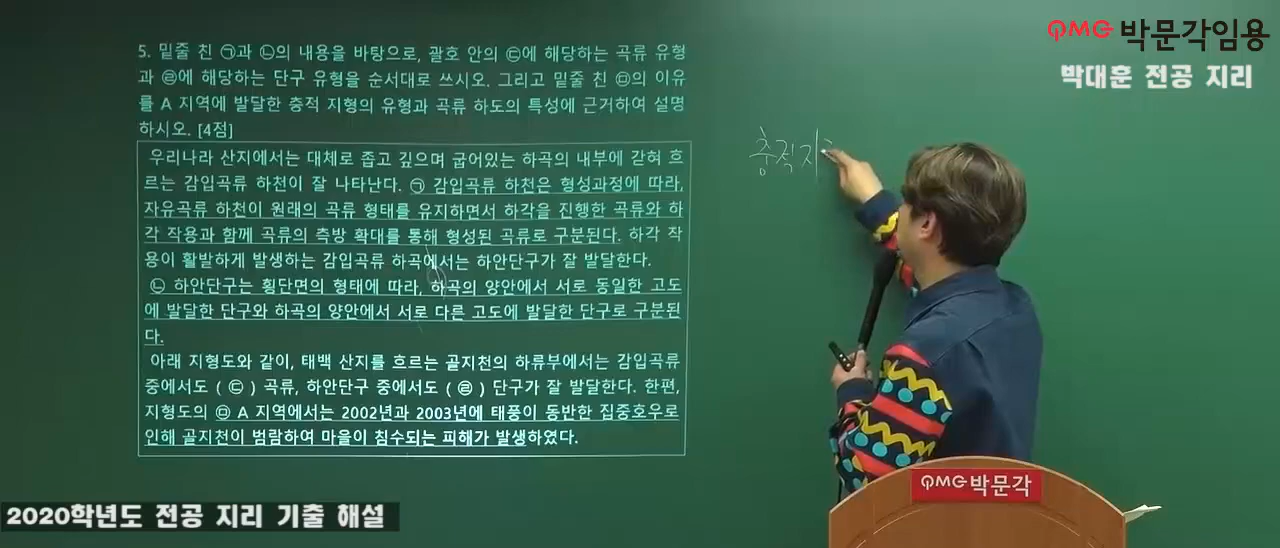 5. 밑줄 친 ㉠과 ㉡의 내용을 바탕으로, 괄호 안의 ㉢에 해당하는 곡류 유형
과 ㉣에 해당하는 단구 유형을 순서대로 쓰시오. 그리고 밑줄 친 ㉤의 이유
를 A 지역에 발달한 충적 지형의 유형과 곡류 하도의 특성에 근거하여 설명
하시오. [4점]
우리나라 산지에서는 대체로 좁고 깊으며 굽어있는 하곡의 내부에 갇혀 흐
르는 감입곡류 하천이 잘 나타난다. ㉠ 감입곡류 하천은 형성과정에 따라,
자유곡류 하천이 원래의 곡류 형태를 유지하면서 하각을 진행한 곡류와 하
각 작용과 함께 곡류의 측방 확대를 통해 형성된 곡류로 구분된다. 하각 작
용이 활발하게 발생하는 감입곡류 하곡에서는 하안단구가 잘 발달한다.
㉡ 하안단구는 횡단면의 형태에 따라, 하곡의 양안에서 서로 동일한 고도
에 발달한 단구와 하곡의 양안에서 서로 다른 고도에 발달한 단구로 구분된
다.
아래 지형도와 같이, 태백 산지를 흐르는 골지천의 하류부에서는 감입곡류
중에서도 ( ㉢ ) 곡류, 하안단구 중에서도 ( ㉣ ) 단구가 잘 발달한다. 한편,
지형도의 ㉤ A 지역에서는 2002년과 2003년에 태풍이 동반한 집중호우로
인해 골지천이 범람하여 마을이 침수되는 피해가 발생하였다.
충적지
PMG 박문각임용
박대훈 전공 지리
PMG 박문각
2020학년도 전공 지리 기출 해설